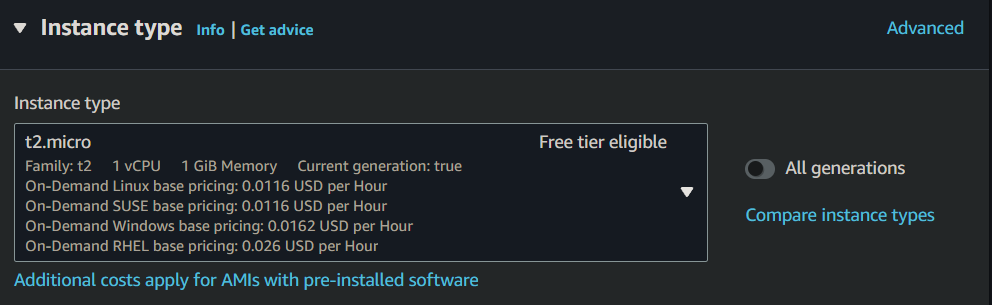 Instance type Info | Get advice Advanced
Instance type
t2.micro Free tier eligible
Family: t2 1 vCPU 1 GiB Memory Current generation: true
On-Demand Linux base pricing: 0.0116 USD per Hour
On-Demand SUSE base pricing: 0.0116 USD per Hour
On-Demand Windows base pricing: 0.0162 USD per Hour
On-Demand RHEL base pricing: 0.026 USD per Hour
All generations
Compare instance types
Additional costs apply for AMIs with pre-installed software